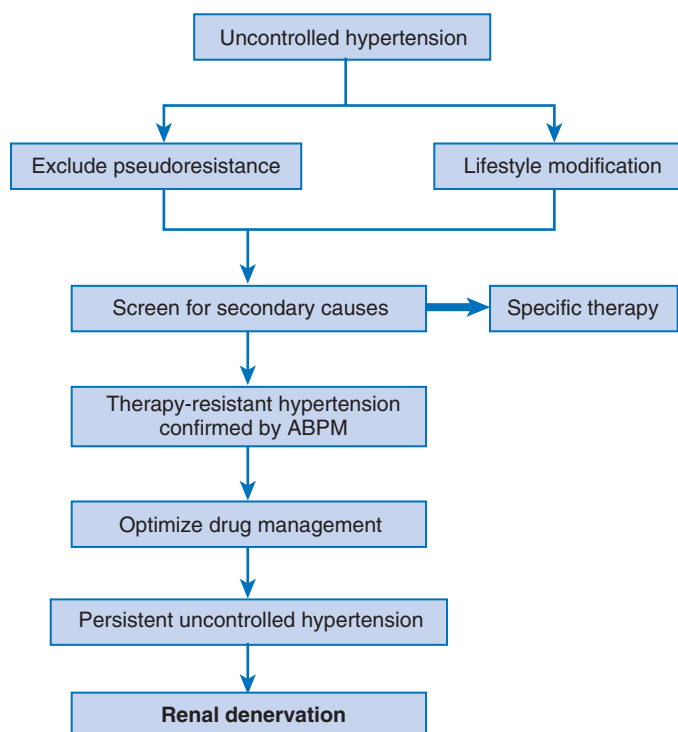 Uncontrolled hypertension
Exclude pseudoresistance
Lifestyle modification
Screen for secondary causes
Specific therapy
Therapy-resistant hypertension
confirmed by ABPM
Optimize drug management
Persistent uncontrolled hypertension
Renal denervation